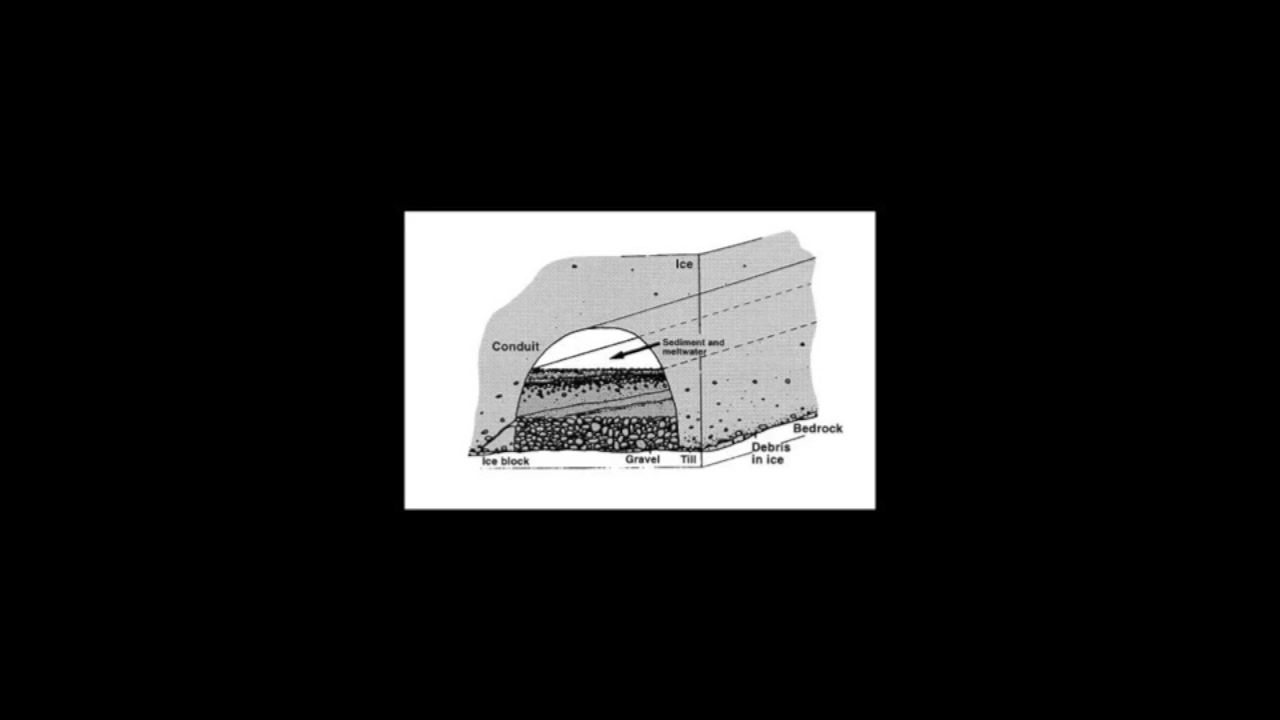 Ice
Conduit
Sediment and
meltwater
Bedrock
Debris
in ice
Ice block
Gravel
Till